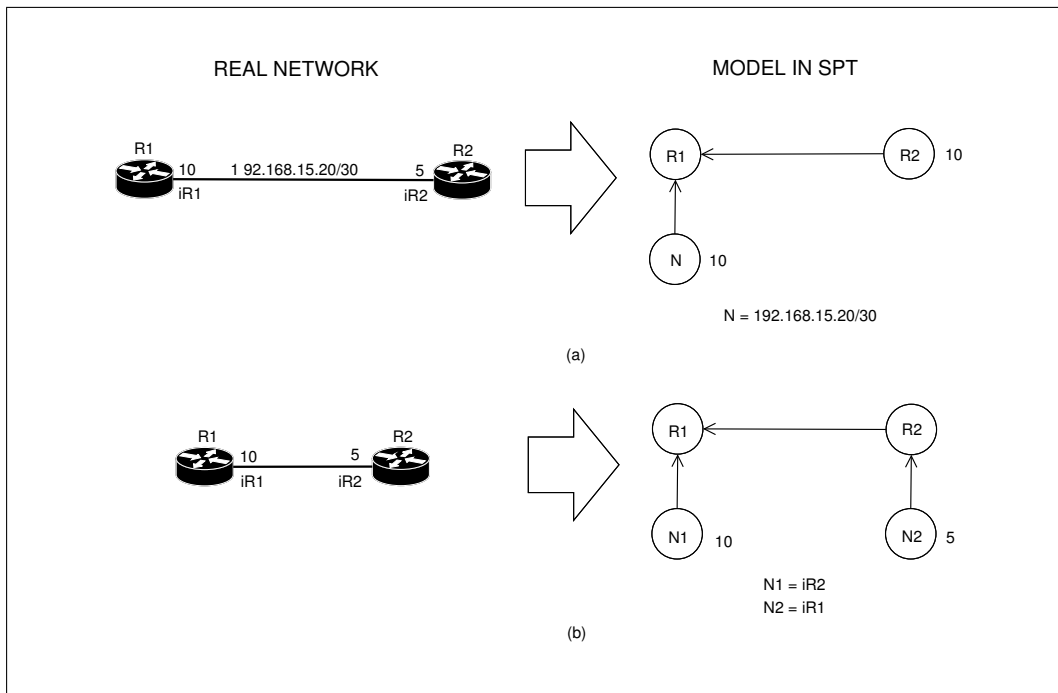 REAL NETWORK
MODEL IN SPT
R1
10
iR1
1 92.168.15.20/30
5
iR2
R2
R1
R2
10
N
10
N = 192.168.15.20/30
(a)
R1
10
iR1
5
iR2
R2
R1
R2
N1
10
N2
5
N1 = iR2
N2 = iR1
(b)